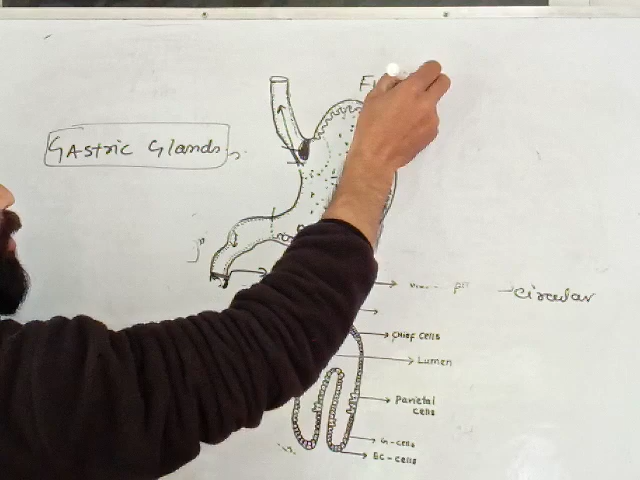 Gastric Glands
circular
Chief cells
Lumen
Parietal
cells
G-cells
EC-cells